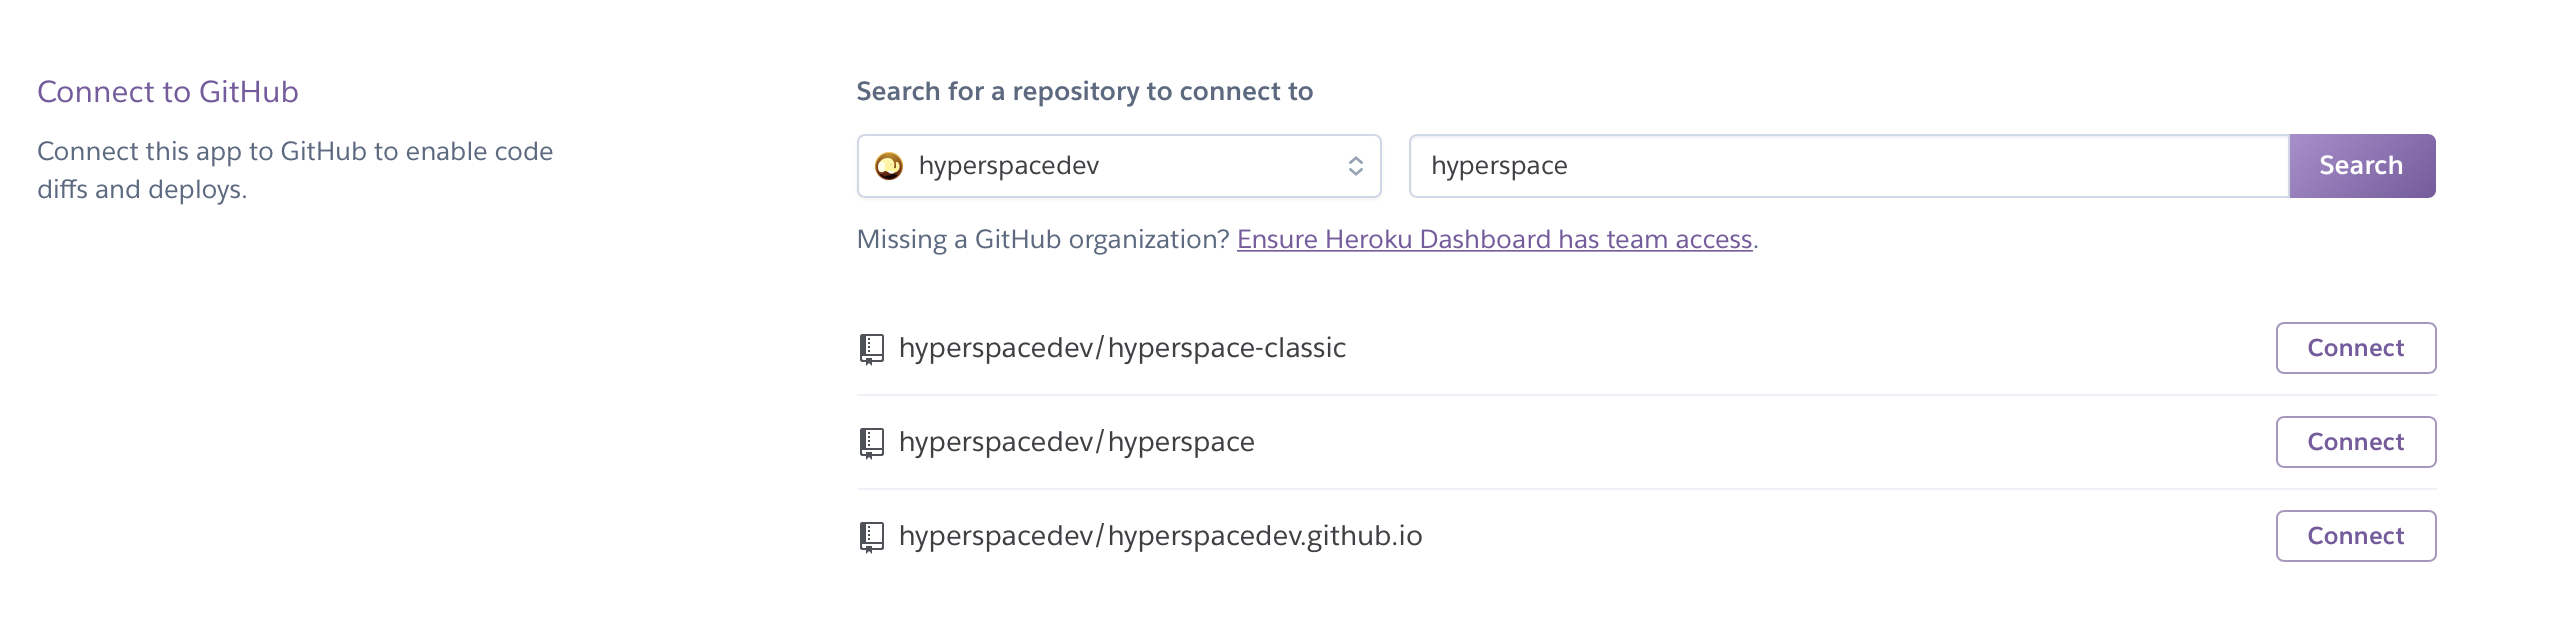 Connect to GitHub
Connect this app to GitHub to enable code
diffs and deploys.
Search for a repository to connect to
hyperspacedev
hyperspace
Search
Missing a GitHub organization? Ensure Heroku Dashboard has team access.
hyperspacedev/hyperspace-classic
Connect
hyperspacedev/hyperspace
Connect
hyperspacedev/hyperspacedev.github.io
Connect